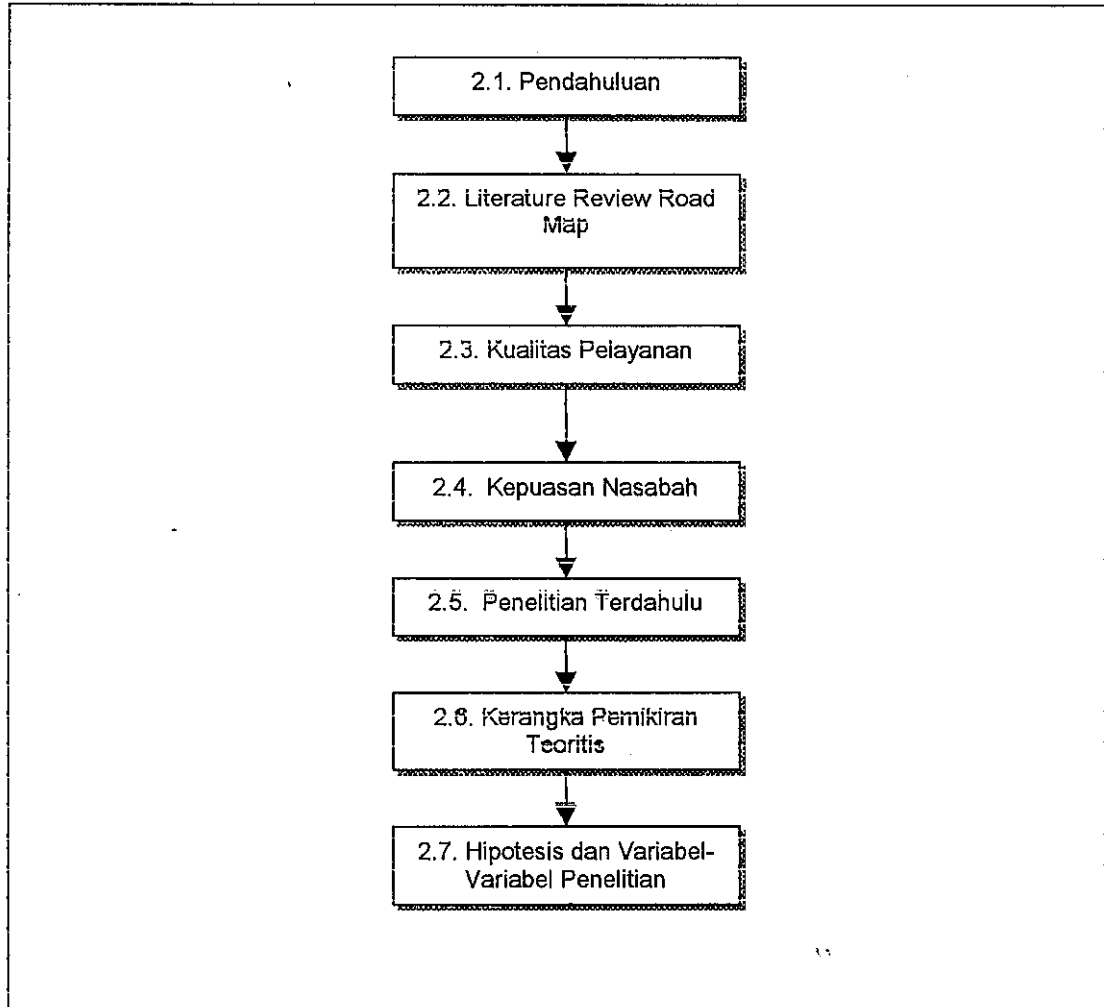 2.1. Pendahuluan
2.2. Literature Review Road
Map
2.3. Kualitas Pelayanan
2.4. Kepuasan Nasabah
2.5. Penelitian Terdahulu
2.6. Kerangka Pemikiran
Teoritis
2.7. Hipotesis dan Variabel-
Variabel Penelitian